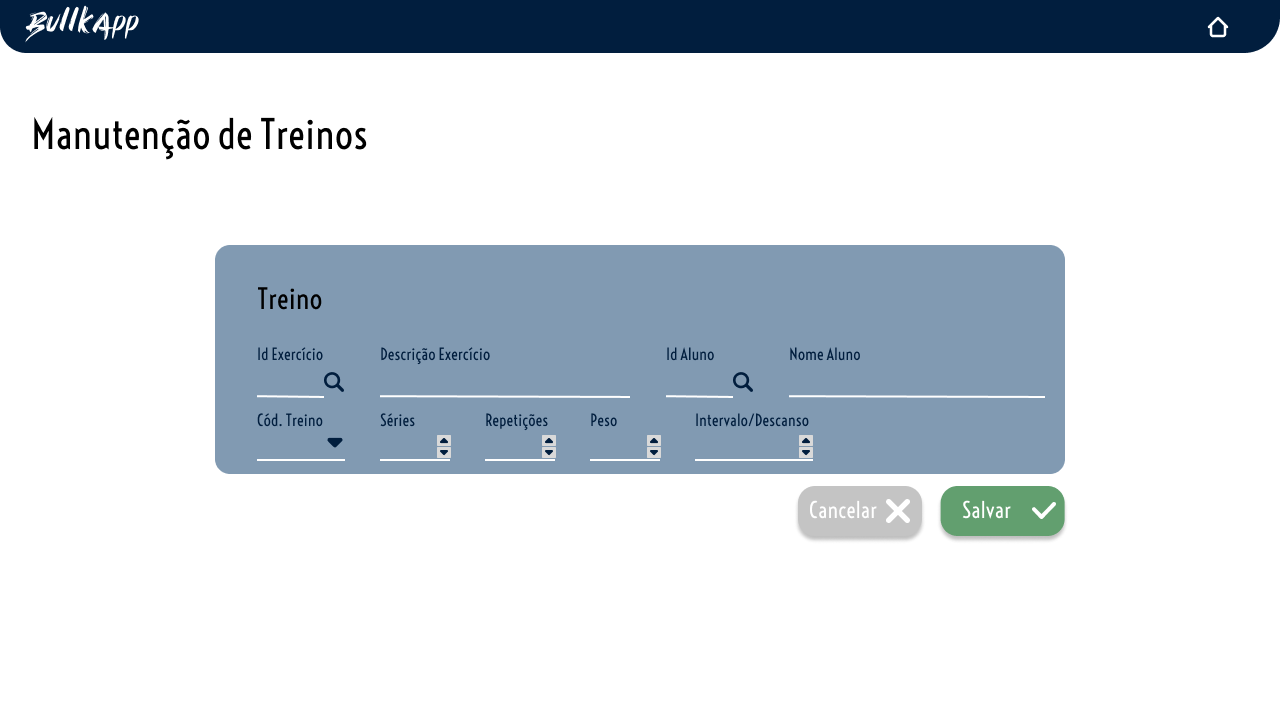 BullkApp
Manutenção de Treinos
Treino
Id Exercício Descrição Exercício Id Aluno Nome Aluno
Cód. Treino Séries Repetições Peso Intervalo/Descanso
Cancelar Salvar